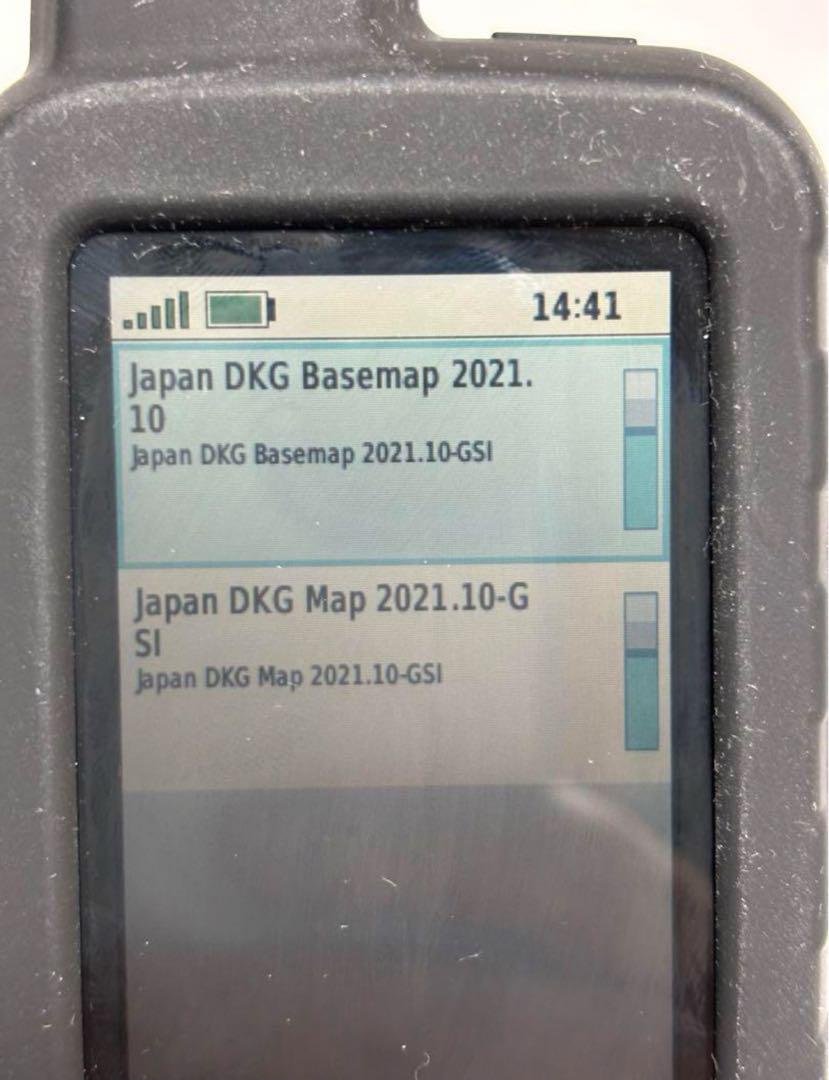 14:41
Japan DKG Basemap 2021.
10
Japan DKG Basemap 2021.10-GSI
Japan DKG Map 2021.10-G
SI
Japan DKG Map 2021.10-GSI